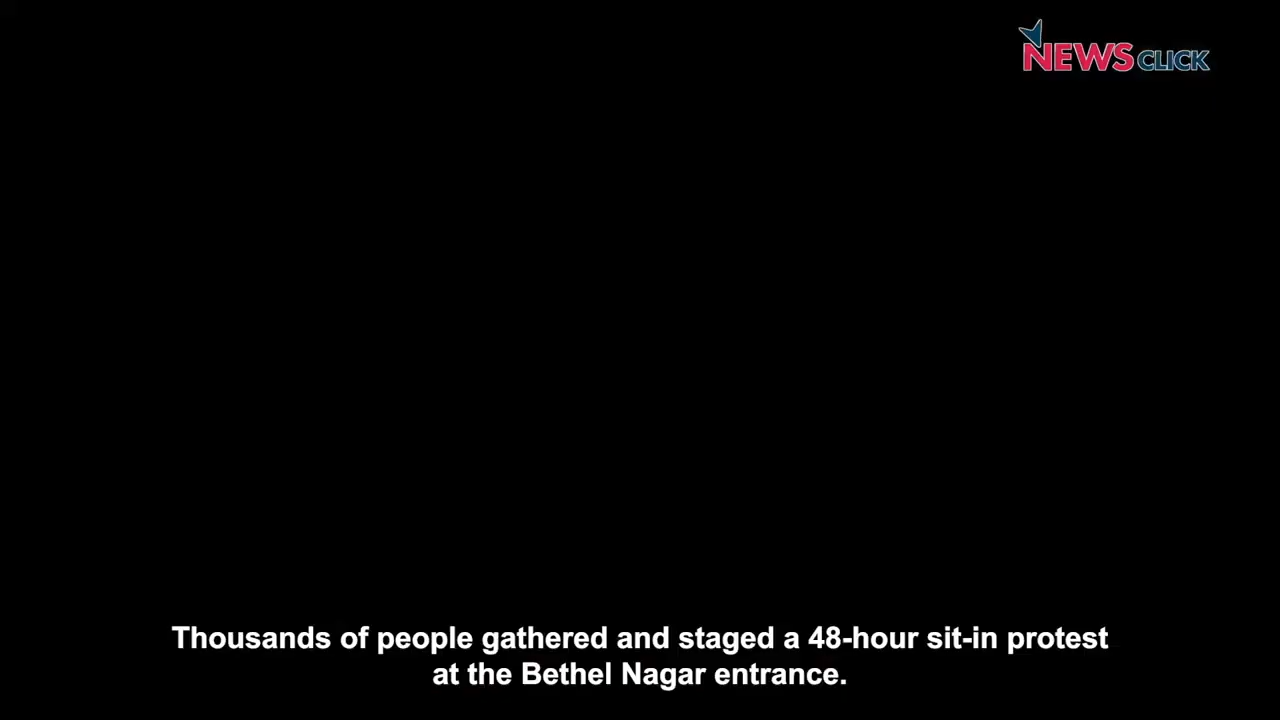 NEWSCLICK
Thousands of people gathered and staged a 48-hour sit-in protest
at the Bethel Nagar entrance.